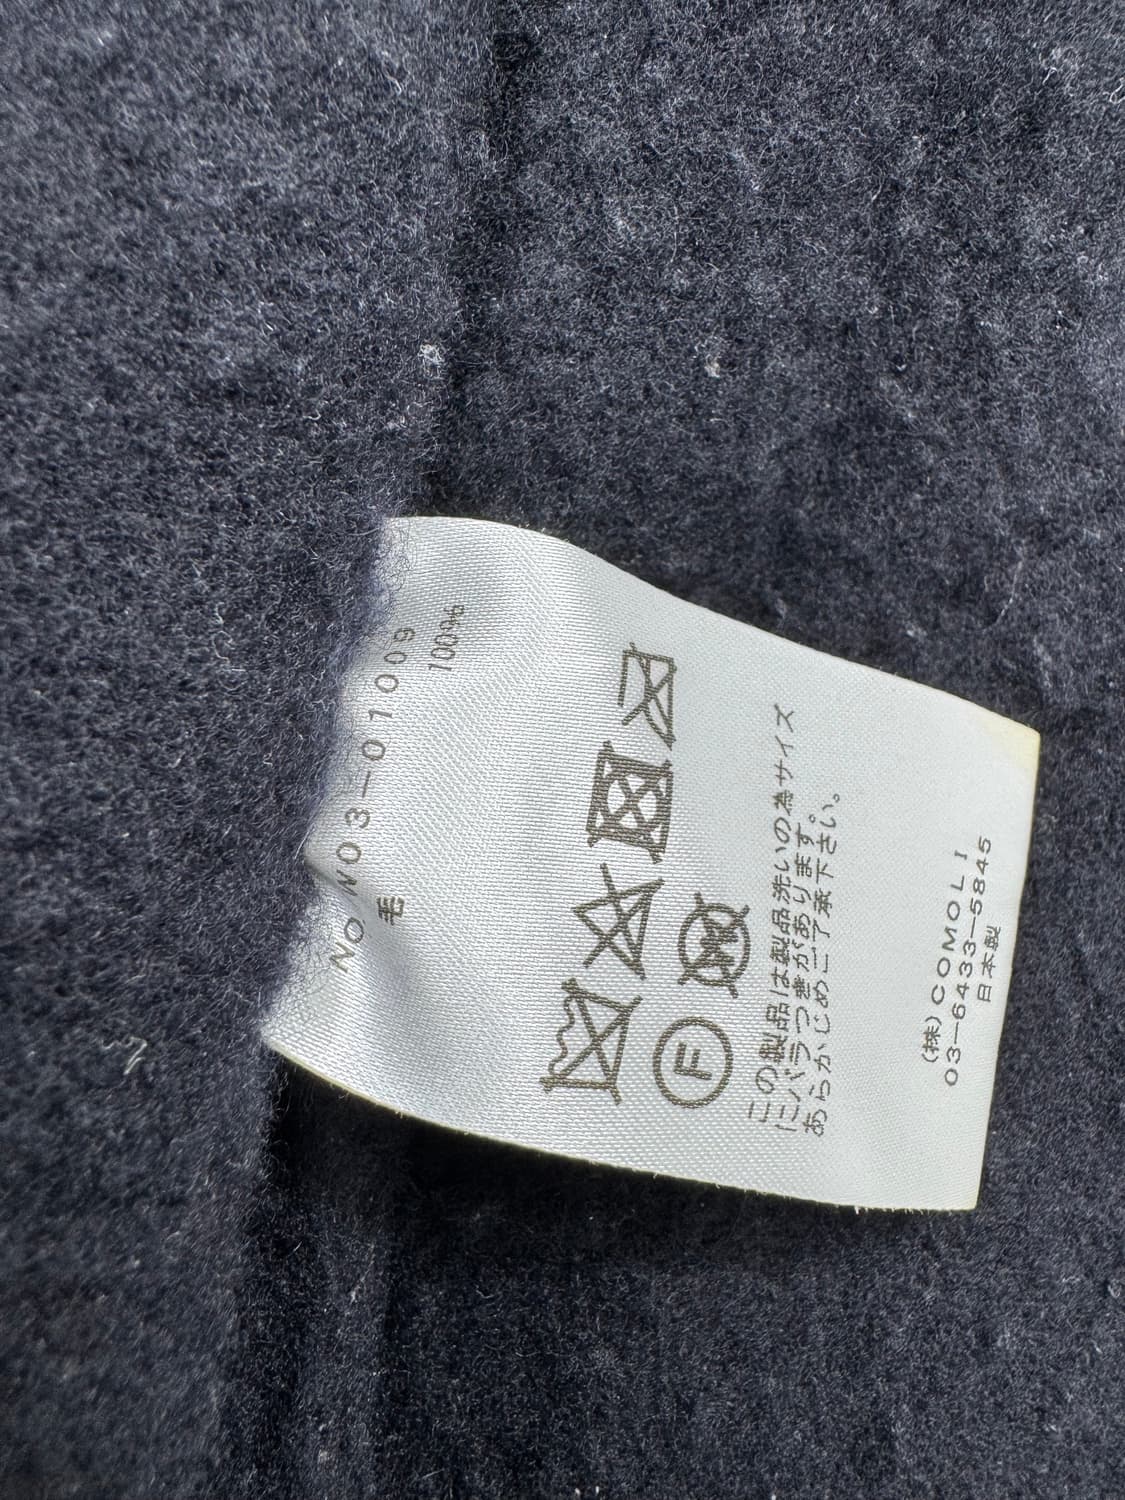 NO W03-01009
毛 100%
F
W
この製品は製品洗いの為サイズ
にバラつきがあります。
あらかじめご了承下さい。
(株) COMOLI
03-6433-5845
日本製